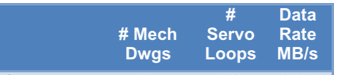 # Data
# Mech Servo Rate
Dwgs Loops MB/s